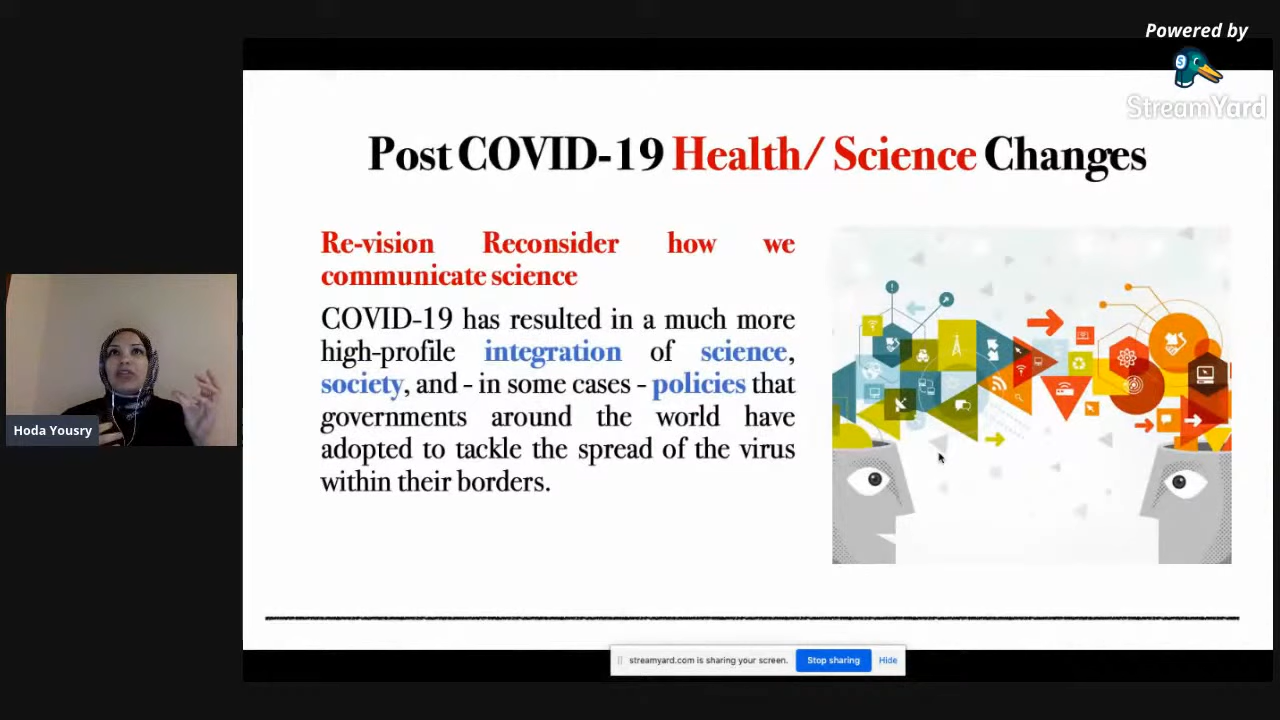 Powered by
StreamYard
Post COVID-19 Health/ Science Changes
Re-vision Reconsider how we
communicate science
COVID-19 has resulted in a much more
high-profile integration of science,
society, and - in some cases - policies that
governments around the world have
adopted to tackle the spread of the virus
within their borders.
Hoda Yousry
streamyard.com is sharing your screen.
Stop sharing
Hide